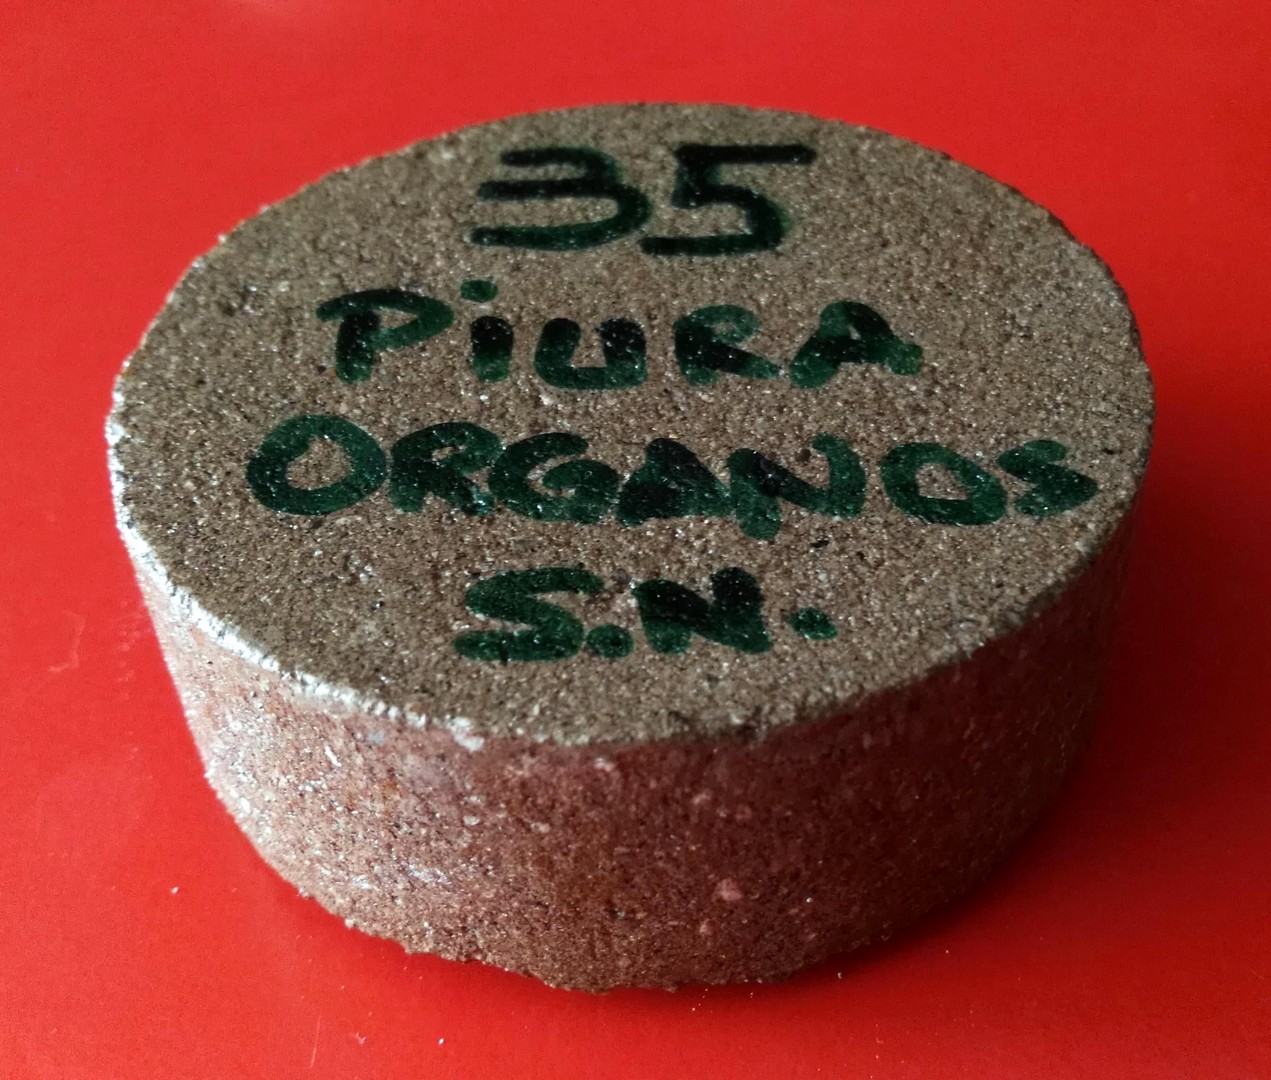 35
PiURA
ORGANOS
S.N.